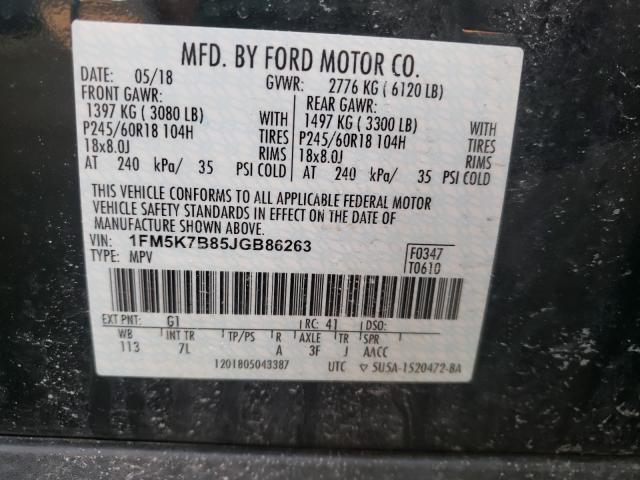 MFD. BY FORD MOTOR CO.
DATE: 05/18 GVWR: 2776 KG ( 6120 LB)
FRONT GAWR: REAR GAWR:
1397 KG ( 3080 LB) WITH 1497 KG ( 3300 LB) WITH
P245/60R18 104H TIRES P245/60R18 104H TIRES
18x8.0J RIMS 18x8.0J RIMS
AT 240 kPa/ 35 PSI COLD AT 240 kPa/ 35 PSI COLD
THIS VEHICLE CONFORMS TO ALL APPLICABLE FEDERAL MOTOR
VEHICLE SAFETY STANDARDS IN EFFECT ON THE DATE OF
MANUFACTURE SHOWN ABOVE.
VIN: 1FM5K7B85JGB86263 F0347
TYPE: MPV T0610
EXT PNT: G1 RC: 41 DSO:
WB INT TR TP/PS R AXLE TR SPR
113 7L A 3F J AACC
1201805043387 UTC ▽ 5U5A-1520472-BA